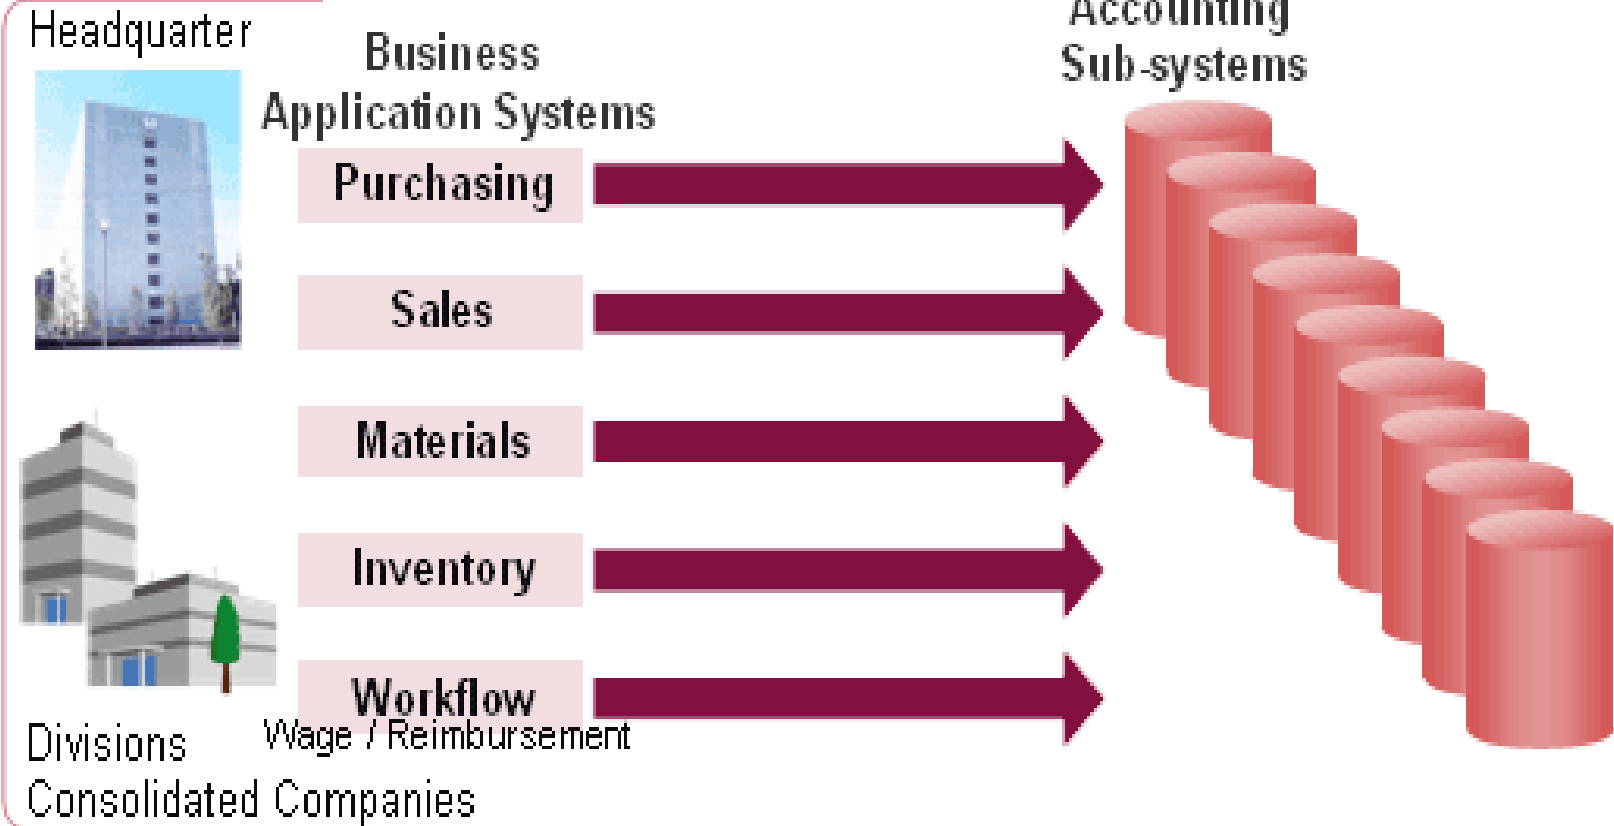 Headquarter
Business
Application Systems
Accounting
Sub-systems
Purchasing
Sales
Materials
Inventory
Workflow
Wage / Reimbursement
Divisions
Consolidated Companies